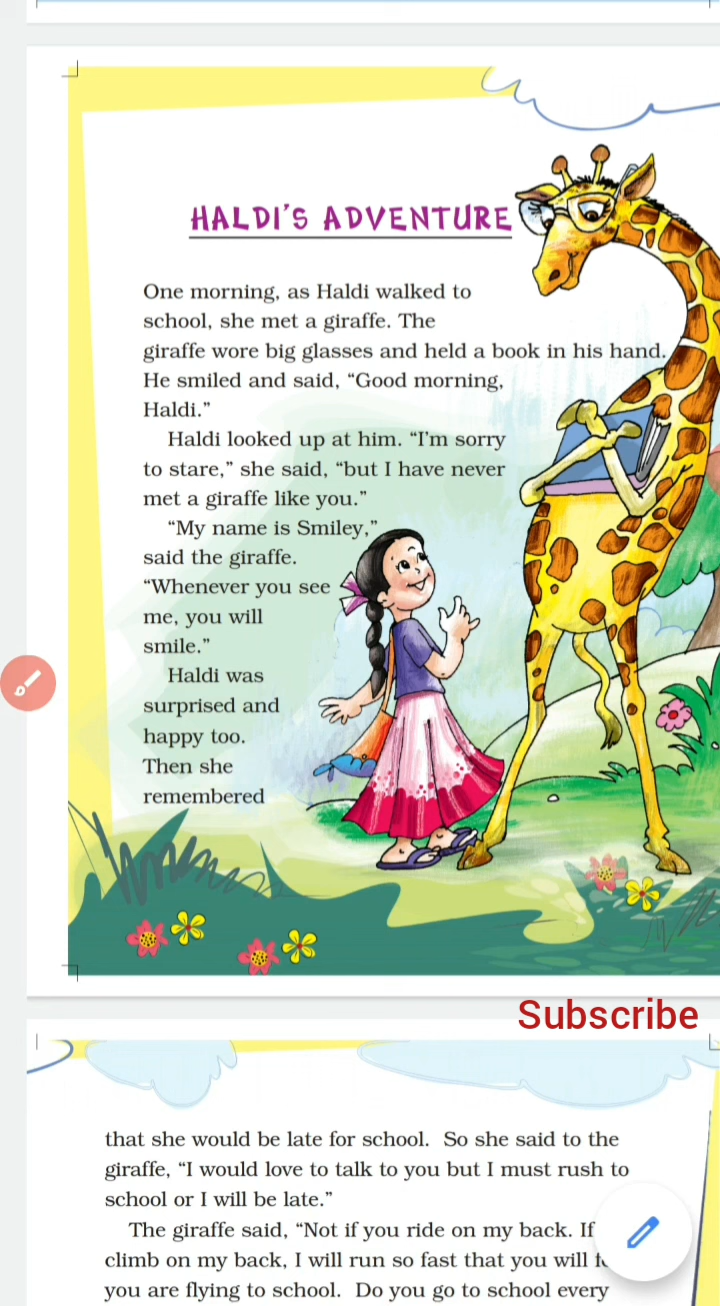 HALDI'S ADVENTURE
One morning, as Haldi walked to
school, she met a giraffe. The
giraffe wore big glasses and held a book in his hand.
He smiled and said, “Good morning,
Haldi.”
Haldi looked up at him. “I'm sorry
to stare,” she said, “but I have never
met a giraffe like you.”
“My name is Smiley,”
said the giraffe.
“Whenever you see
me, you will
smile.”
Haldi was
surprised and
happy too.
Then she
remembered
Subscribe
that she would be late for school. So she said to the
giraffe, “I would love to talk to you but I must rush to
school or I will be late.”
The giraffe said, “Not if you ride on my back. If
climb on my back, I will run so fast that you will
you are flying to school. Do you go to school every